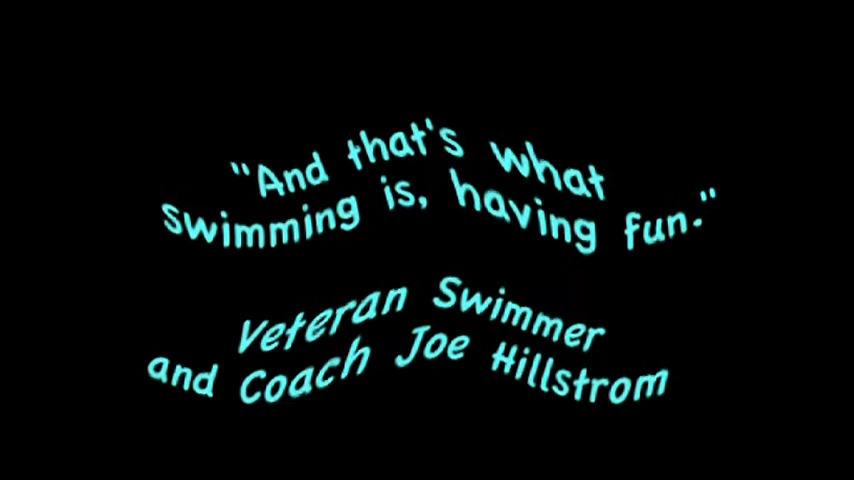 "And that's what
swimming is, having fun."
Veteran Swimmer
and Coach Joe Hillstrom